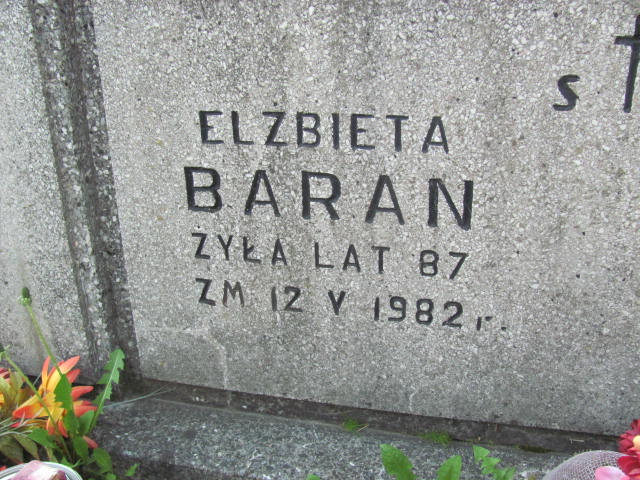 ś
ELŻBIETA
BARAN
ŻYŁA LAT 87
ZM 12 V 1982 r.